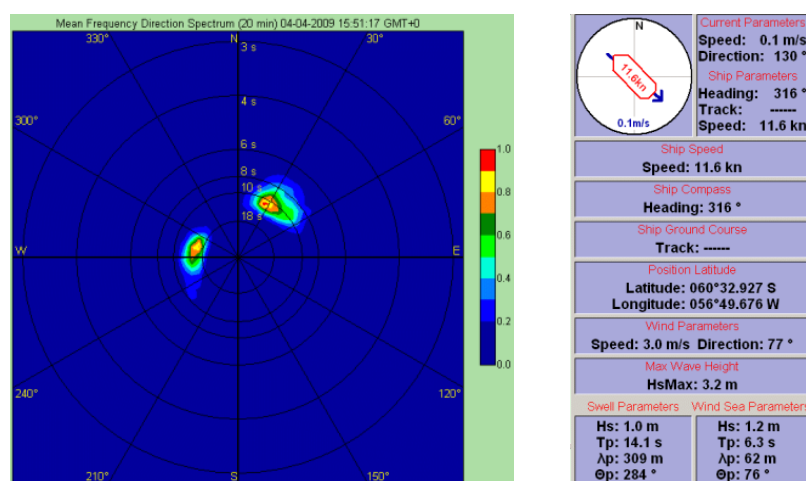 Mean Frequency Direction Spectrum (20 min) 04-04-2009 15:51:17 GMT+0
330°
N
30°
3 s
4 s
300°
60°
6 s
8 s
10 s
18 s
W
E
240°
120°
210°
S
150°
1.0
0.8
0.6
0.4
0.2
0.0
N
11.6kn
0.1m/s
Current Parameters
Speed: 0.1 m/s
Direction: 130 °
Ship Parameters
Heading: 316 °
Track: ------
Speed: 11.6 kn
Ship Speed
Speed: 11.6 kn
Ship Compass
Heading: 316 °
Ship Ground Course
Track: ------
Position Latitude
Latitude: 060°32.927 S
Longitude: 056°49.676 W
Wind Parameters
Speed: 3.0 m/s Direction: 77 °
Max Wave Height
HsMax: 3.2 m
Swell Parameters
Hs: 1.0 m
Tp: 14.1 s
λp: 309 m
Θp: 284 °
Wind Sea Parameters
Hs: 1.2 m
Tp: 6.3 s
λp: 62 m
Θp: 76 °